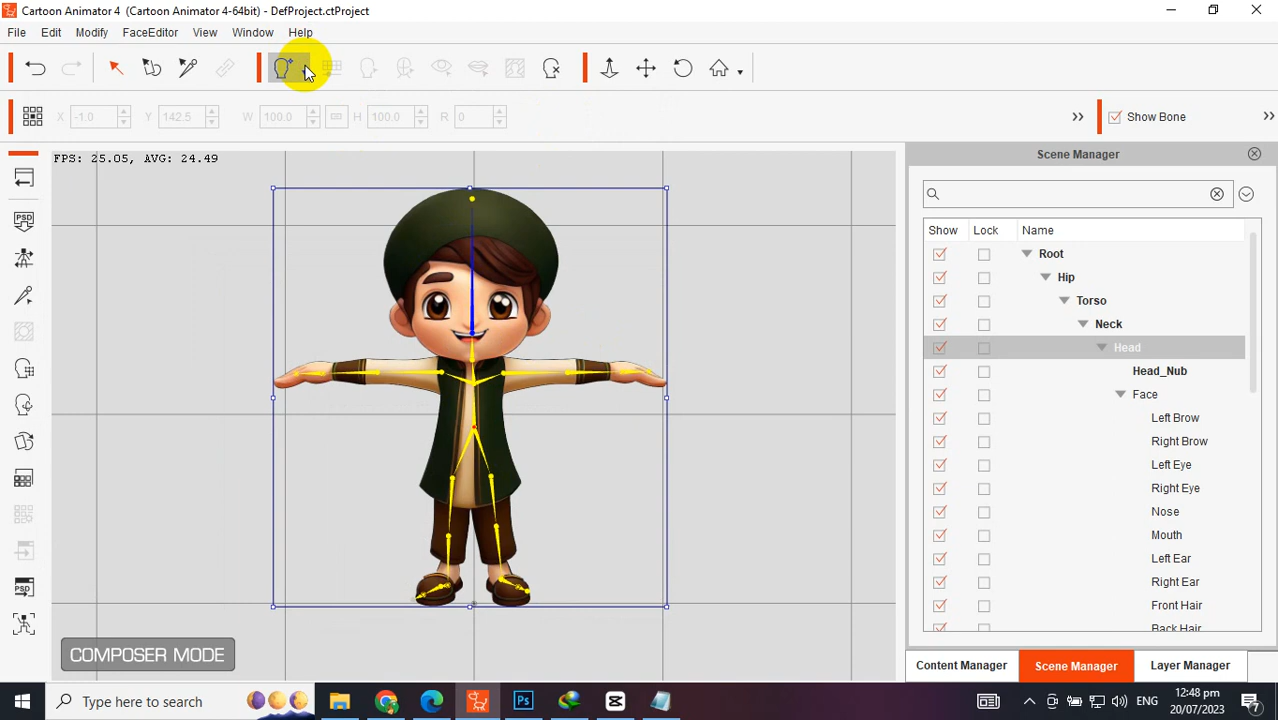 Cartoon Animator 4 (Cartoon Animator 4-64bit) - DefProject.ctProject
File Edit Modify FaceEditor View Window Help
X -1.0 Y 142.5 W 100.0 H 100.0 R 0 Show Bone
FPS: 25.05, AVG: 24.49
Scene Manager
Show Lock Name
Root
Hip
Torso
Neck
Head
Head_Nub
Face
Left Brow
Right Brow
Left Eye
Right Eye
Nose
Mouth
Left Ear
Right Ear
Front Hair
Back Hair
PSD
PSD
COMPOSER MODE
Content Manager Scene Manager Layer Manager
Type here to search
Ps
ENG
12:48 pm
20/07/2023
7